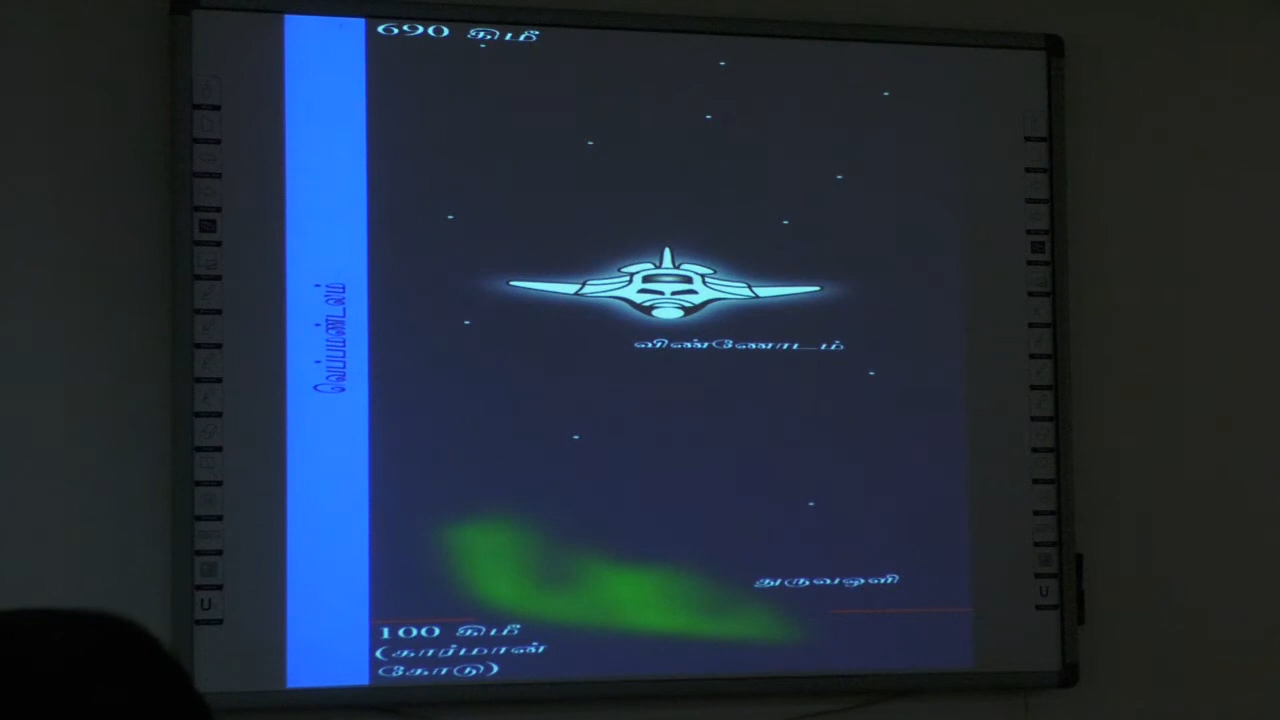 690 கிமீ
வெப்பமண்டலம்
விண்ணோடம்
துருவஒளி
100 கிமீ
(கார்மான்
கோடு)
U
U